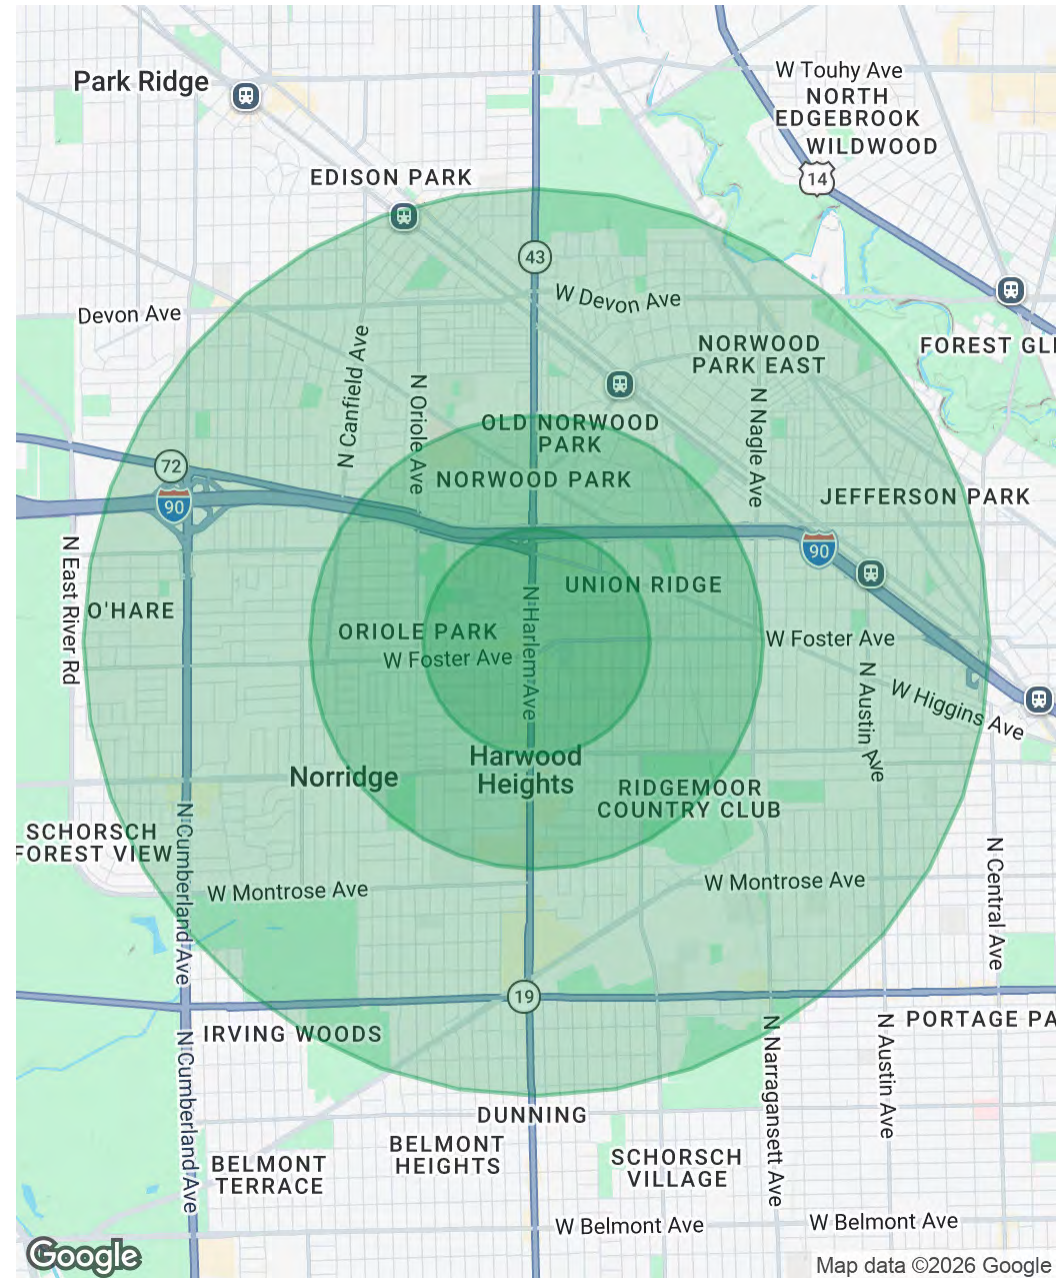 W Touhy Ave
Park Ridge
NORTH
EDGEBROOK
WILDWOOD
EDISON PARK
14
43
W Devon Ave
Devon Ave
NORWOOD
PARK EAST
FOREST GLE
N Canfield Ave
N Oriole Ave
N Nagle Ave
OLD NORWOOD
PARK
72
NORWOOD PARK
90
JEFFERSON PARK
90
N East River Rd
UNION RIDGE
O'HARE
N Harlem Ave
ORIOLE PARK
W Foster Ave
W Foster Ave
N Austin Ave
W Higgins Ave
Harwood
Heights
Norridge
RIDGEMOOR
COUNTRY CLUB
SCHORSCH
FOREST VIEW
N Cumberland Ave
W Montrose Ave
W Montrose Ave
N Central Ave
19
IRVING WOODS
PORTAGE PA
N Cumberland Ave
N Narragansett Ave
N Austin Ave
DUNNING
BELMONT
HEIGHTS
BELMONT
TERRACE
SCHORSCH
VILLAGE
W Belmont Ave
W Belmont Ave
Google
Map data ©2026 Google